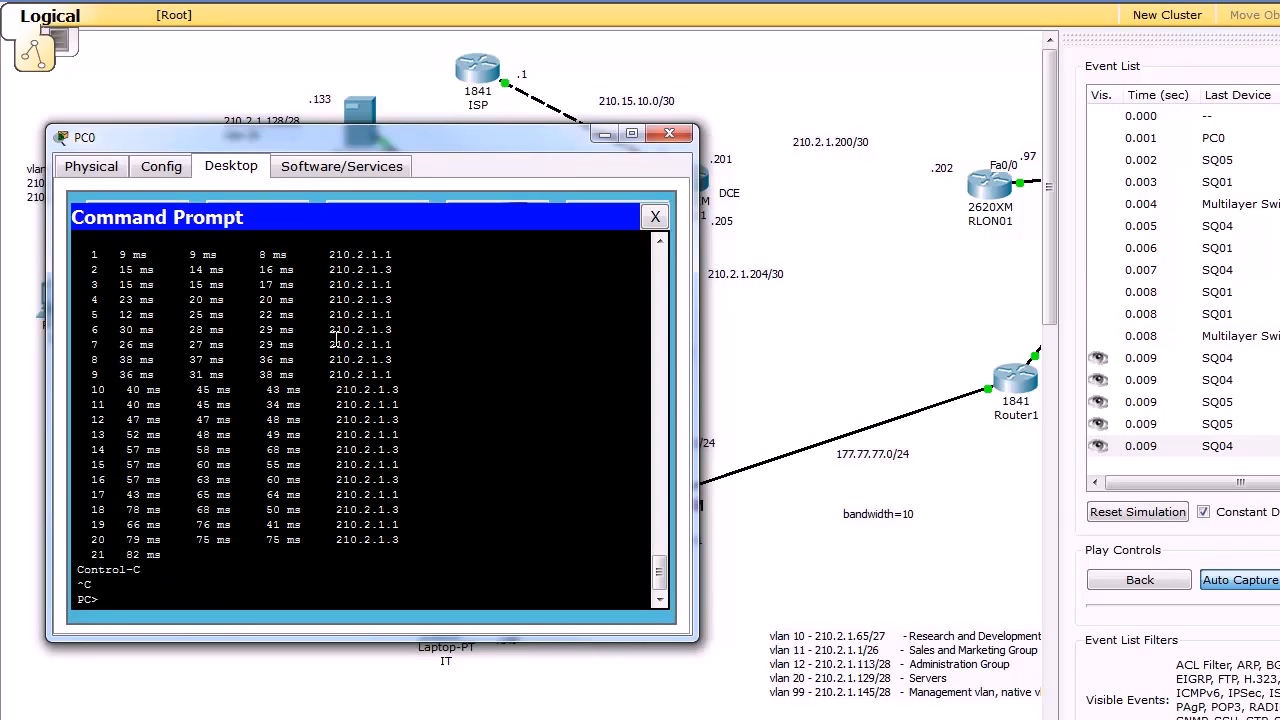 Logical
[Root]
New Cluster
Move Ob
1841
ISP
.1
210.15.10.0/30
.133
210.2.1.128/28
210.2.1.200/30
.201
.202
Fa0/0
.97
DCE
2620XM
RLON01
.205
210.2.1.204/30
vlan
210
210
PC0
Physical
Config
Desktop
Software/Services
Command Prompt
X
1 9 ms 9 ms 8 ms 210.2.1.1
2 15 ms 14 ms 16 ms 210.2.1.3
3 15 ms 15 ms 17 ms 210.2.1.1
4 23 ms 20 ms 20 ms 210.2.1.3
5 12 ms 25 ms 22 ms 210.2.1.1
6 30 ms 28 ms 29 ms 210.2.1.3
7 26 ms 27 ms 29 ms 210.2.1.1
8 38 ms 37 ms 36 ms 210.2.1.3
9 36 ms 31 ms 38 ms 210.2.1.1
10 40 ms 45 ms 43 ms 210.2.1.3
11 40 ms 45 ms 34 ms 210.2.1.1
12 47 ms 47 ms 48 ms 210.2.1.3
13 52 ms 48 ms 49 ms 210.2.1.1
14 57 ms 58 ms 68 ms 210.2.1.3
15 57 ms 60 ms 55 ms 210.2.1.1
16 57 ms 63 ms 60 ms 210.2.1.3
17 43 ms 65 ms 64 ms 210.2.1.1
18 78 ms 68 ms 50 ms 210.2.1.3
19 66 ms 76 ms 41 ms 210.2.1.1
20 79 ms 75 ms 75 ms 210.2.1.3
21 82 ms
Control-C
^C
PC>
1841
Router1
/24
177.77.77.0/24
bandwidth=10
Laptop-PT
IT
vlan 10 - 210.2.1.65/27 - Research and Development
vlan 11 - 210.2.1.1/26 - Sales and Marketing Group
vlan 12 - 210.2.1.113/28 - Administration Group
vlan 20 - 210.2.1.129/28 - Servers
vlan 99 - 210.2.1.145/28 - Management vlan, native v
Event List
Vis. Time (sec) Last Device
0.000 --
0.001 PC0
0.002 SQ05
0.003 SQ01
0.004 Multilayer Swi
0.005 SQ04
0.006 SQ01
0.007 SQ04
0.008 SQ01
0.008 SQ01
0.008 Multilayer Swi
0.009 SQ04
0.009 SQ04
0.009 SQ05
0.009 SQ05
0.009 SQ04
Reset Simulation
Constant D
Play Controls
Back
Auto Capture
Event List Filters
Visible Events:
ACL Filter, ARP, BG
EIGRP, FTP, H.323,
ICMPv6, IPSec, IS
PAgP, POP3, RADI